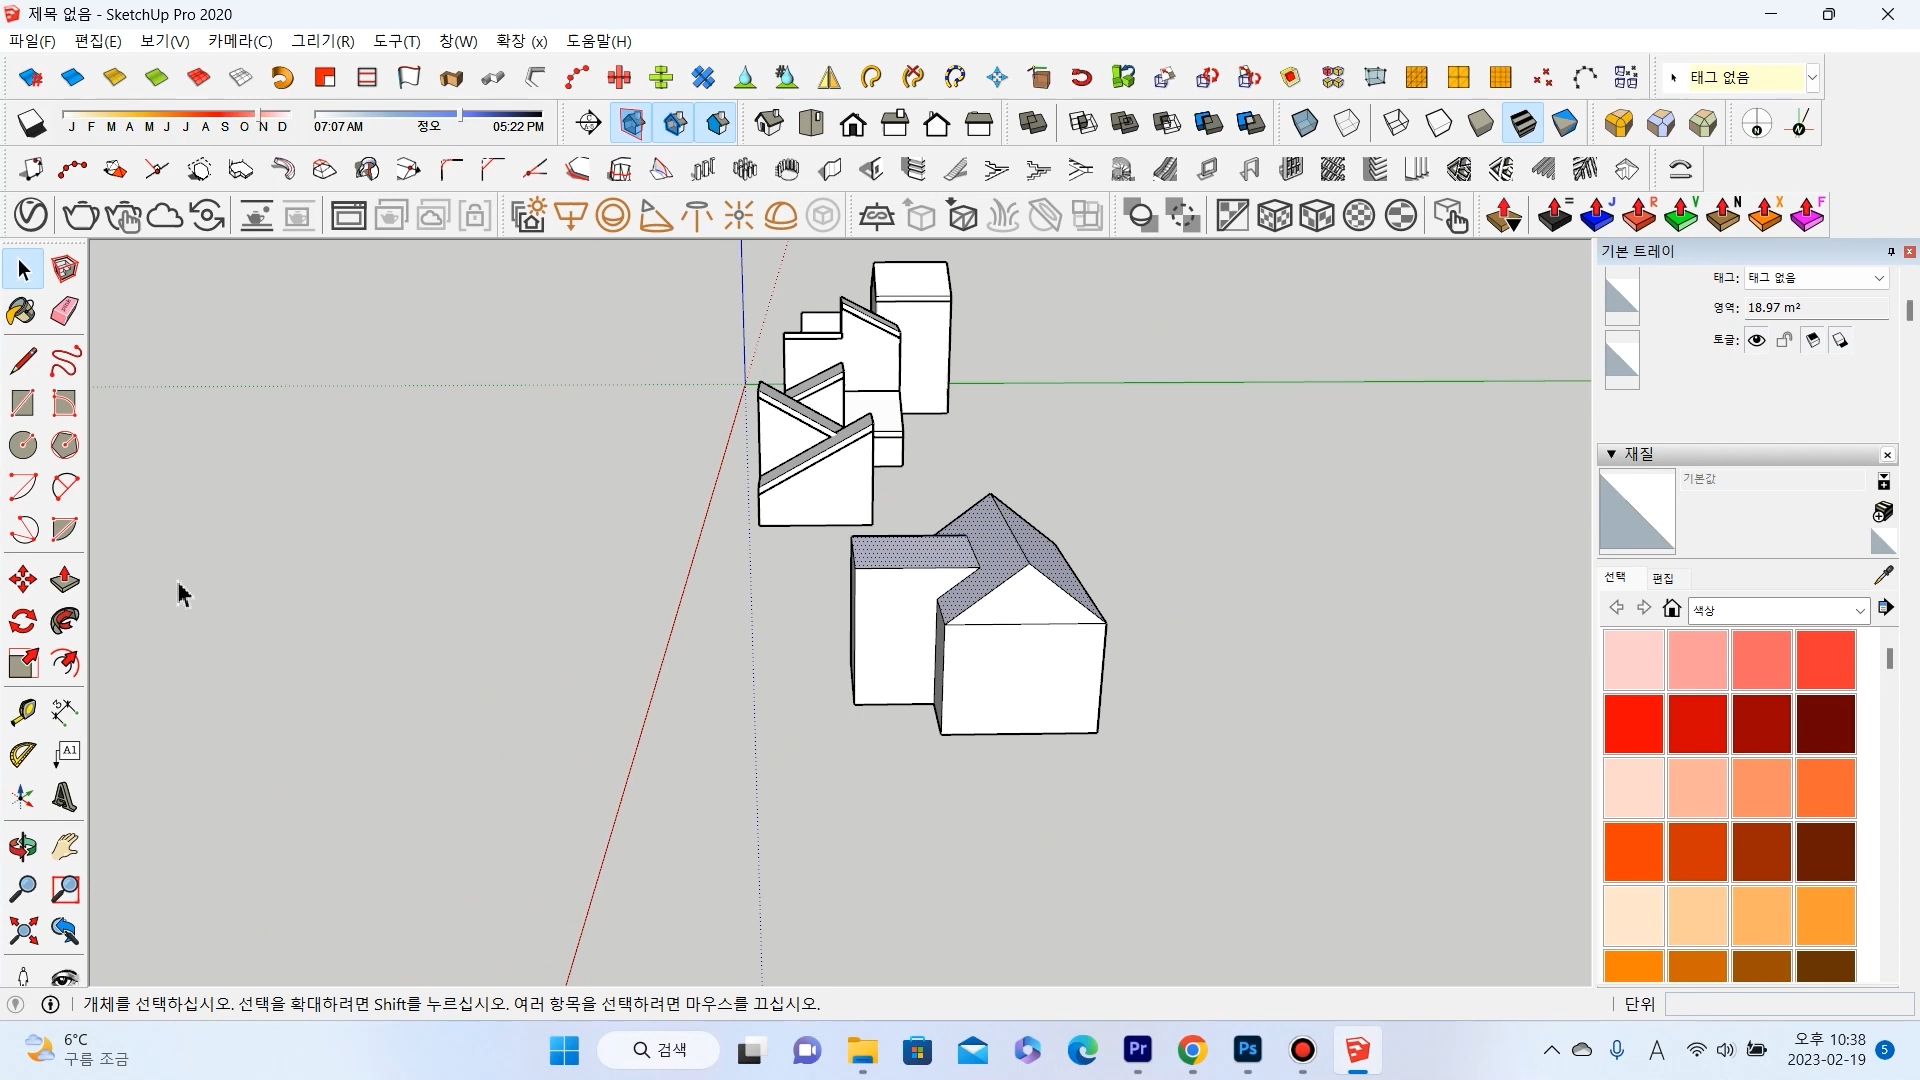 제목 없음 - SketchUp Pro 2020
파일(F) 편집(E) 보기(V) 카메라(C) 그리기(R) 도구(T) 창(W) 확장 (x) 도움말(H)
태그 없음
J F M A M J J A S O N D 07:07 AM 정오 05:22 PM
= J R V N X F
기본 트레이
태그: 태그 없음
영역: 18.97 m²
토글:
재질
기본값
선택 편집
색상
A1
개체를 선택하십시오. 선택을 확대하려면 Shift를 누르십시오. 여러 항목을 선택하려면 마우스를 끄십시오.
단위
6°C
구름 조금
검색
Pr
Ps
A
오후 10:38
2023-02-19
5